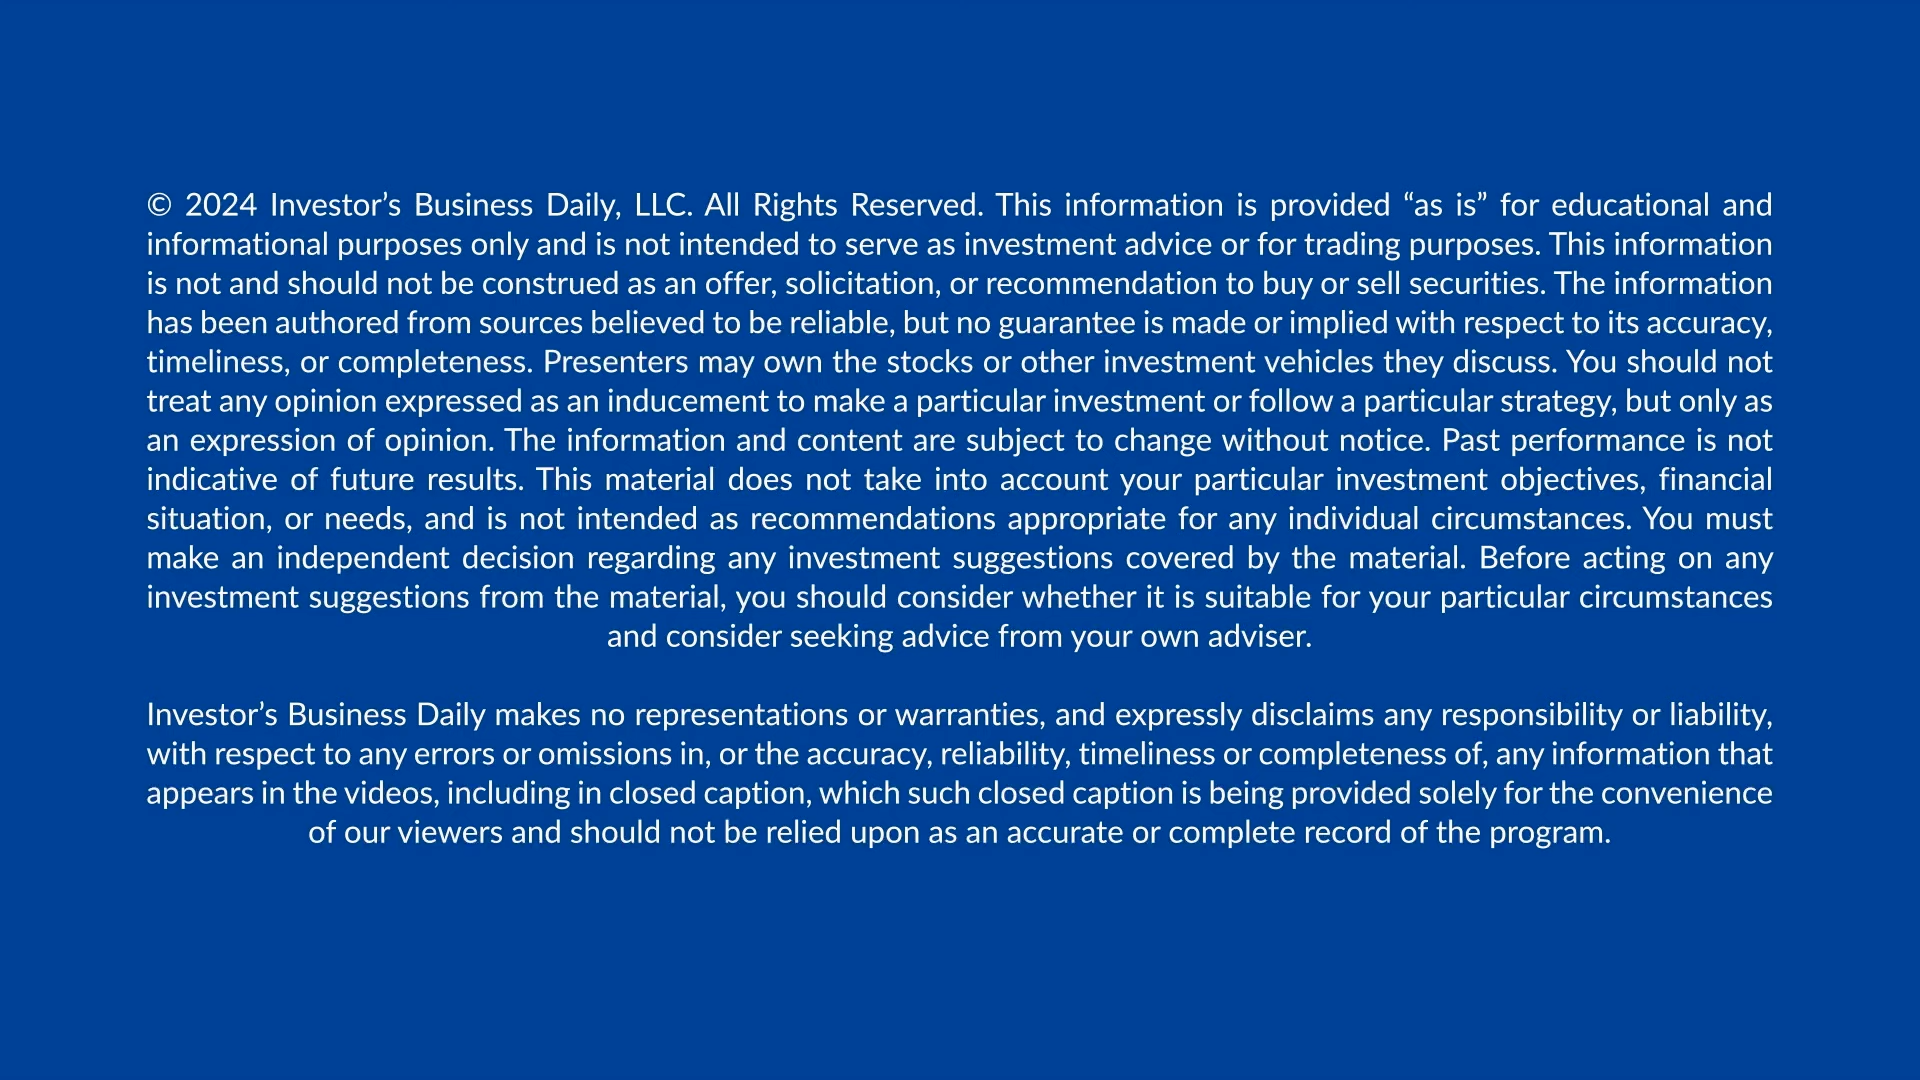 © 2024 Investor’s Business Daily, LLC. All Rights Reserved. This information is provided “as is” for educational and
informational purposes only and is not intended to serve as investment advice or for trading purposes. This information
is not and should not be construed as an offer, solicitation, or recommendation to buy or sell securities. The information
has been authored from sources believed to be reliable, but no guarantee is made or implied with respect to its accuracy,
timeliness, or completeness. Presenters may own the stocks or other investment vehicles they discuss. You should not
treat any opinion expressed as an inducement to make a particular investment or follow a particular strategy, but only as
an expression of opinion. The information and content are subject to change without notice. Past performance is not
indicative of future results. This material does not take into account your particular investment objectives, financial
situation, or needs, and is not intended as recommendations appropriate for any individual circumstances. You must
make an independent decision regarding any investment suggestions covered by the material. Before acting on any
investment suggestions from the material, you should consider whether it is suitable for your particular circumstances
and consider seeking advice from your own adviser.
Investor’s Business Daily makes no representations or warranties, and expressly disclaims any responsibility or liability,
with respect to any errors or omissions in, or the accuracy, reliability, timeliness or completeness of, any information that
appears in the videos, including in closed caption, which such closed caption is being provided solely for the convenience
of our viewers and should not be relied upon as an accurate or complete record of the program.